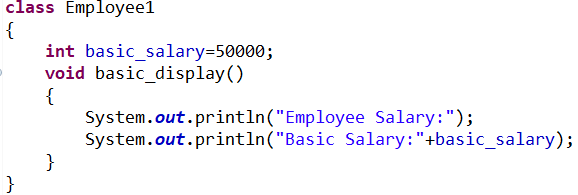 class Employee1
{
    int basic_salary=50000;
    void basic_display()
    {
        System.out.println("Employee Salary:");
        System.out.println("Basic Salary:"+basic_salary);
    }
}